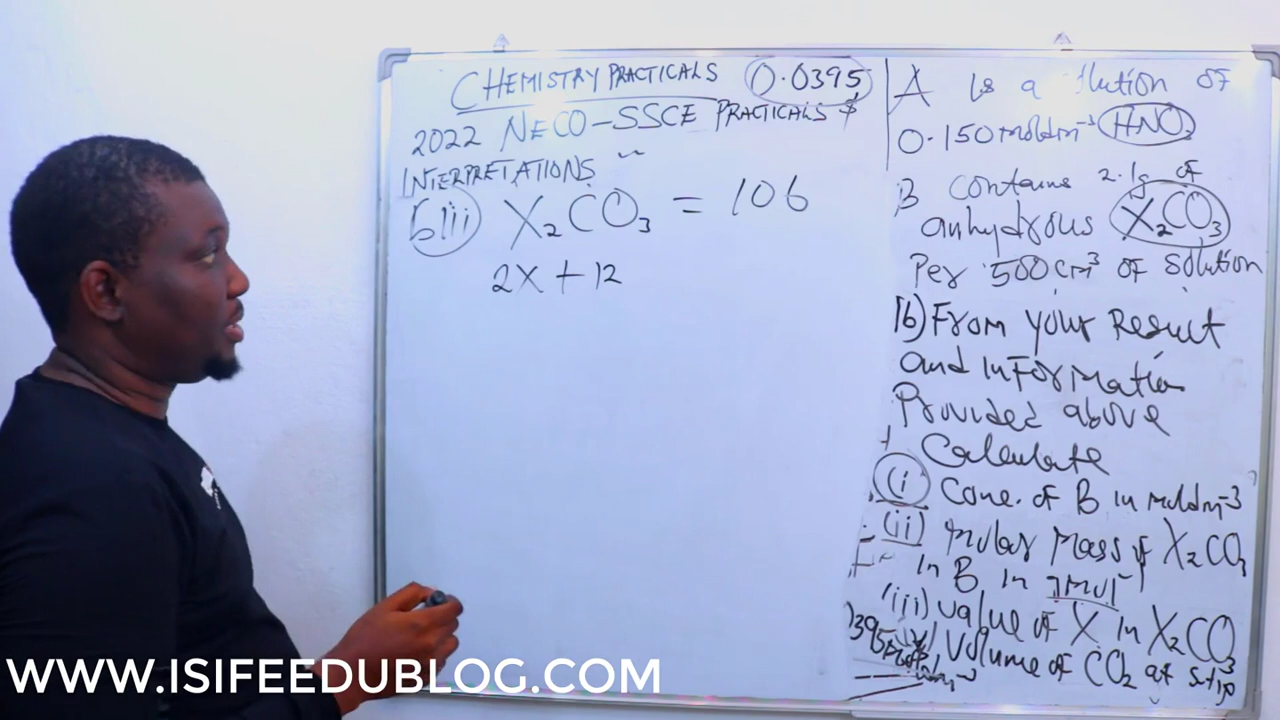 CHEMISTRY PRACTICALS 0.0395
2022 NECO-SSCE PRACTICALS $
INTERPRETATIONS
biii) X₂CO₃ = 106
2X + 12
A is a lution of
0.150 moldm⁻³ HNO₃
B contains 2.1g of
anhydrous X₂CO₃
Per 500cm³ of solution
1b) From your Result
and information
Provided above
Calculate
(i) Conc. of B in moldm⁻³
(ii) molar mass of X₂CO₃
in B in gmol⁻¹
(iii) value of X in X₂CO₃
Volume of CO₂ at s.t.p
WWW.ISIFEEDUBLOG.COM